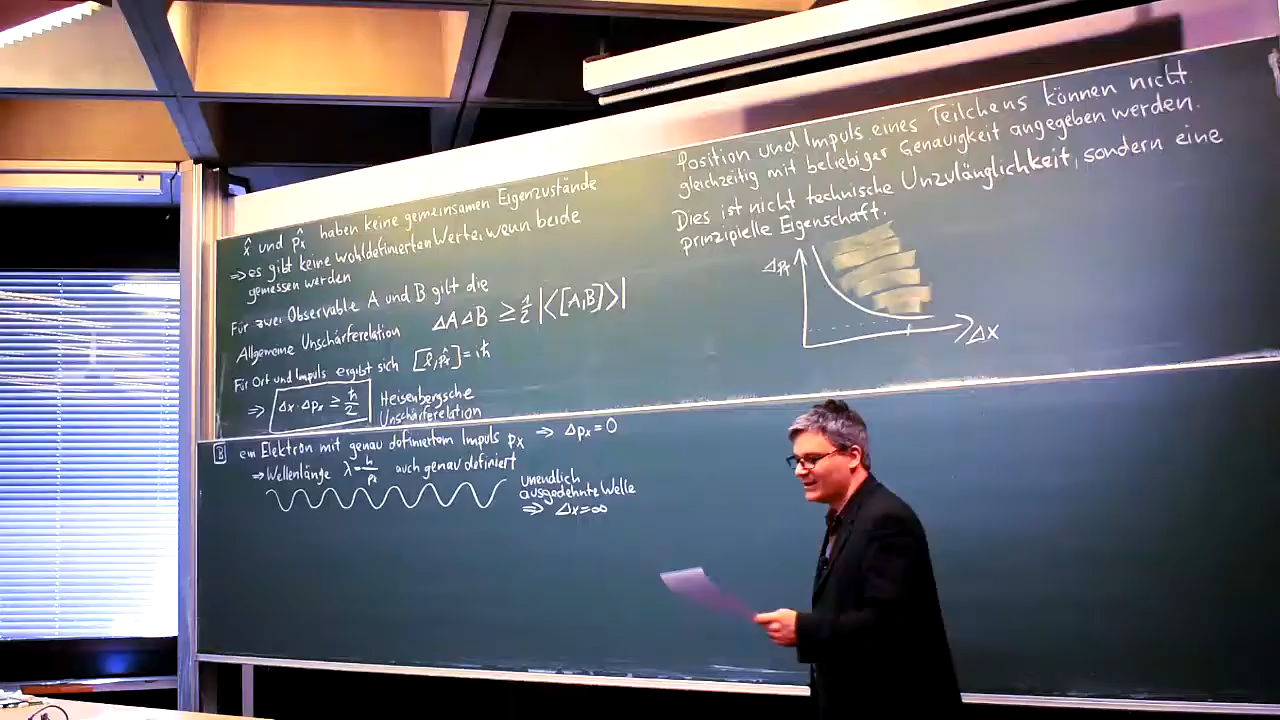 x̂ und p̂x haben keine gemeinsamen Eigenzustände
⇒ es gibt keine wohldefinierten Werte, wenn beide
gemessen werden
Für zwei Observable A und B gilt die
Allgemeine Unschärferelation ΔA ΔB ≥ 1/2 |<[A,B]>|
Für Ort und Impuls ergibt sich [x̂,p̂x]=iħ
⇒ Δx·Δpx ≥ ħ/2 Heisenbergsche
Unschärferelation
Position und Impuls eines Teilchens können nicht
gleichzeitig mit beliebiger Genauigkeit angegeben werden.
Dies ist nicht technische Unzulänglichkeit, sondern eine
prinzipielle Eigenschaft.
Δpx
Δx
B ein Elektron mit genau definiertem Impuls px ⇒ Δpx=0
⇒ Wellenlänge λ=h/px auch genau definiert
unendlich
ausgedehnte Welle
⇒ Δx=∞